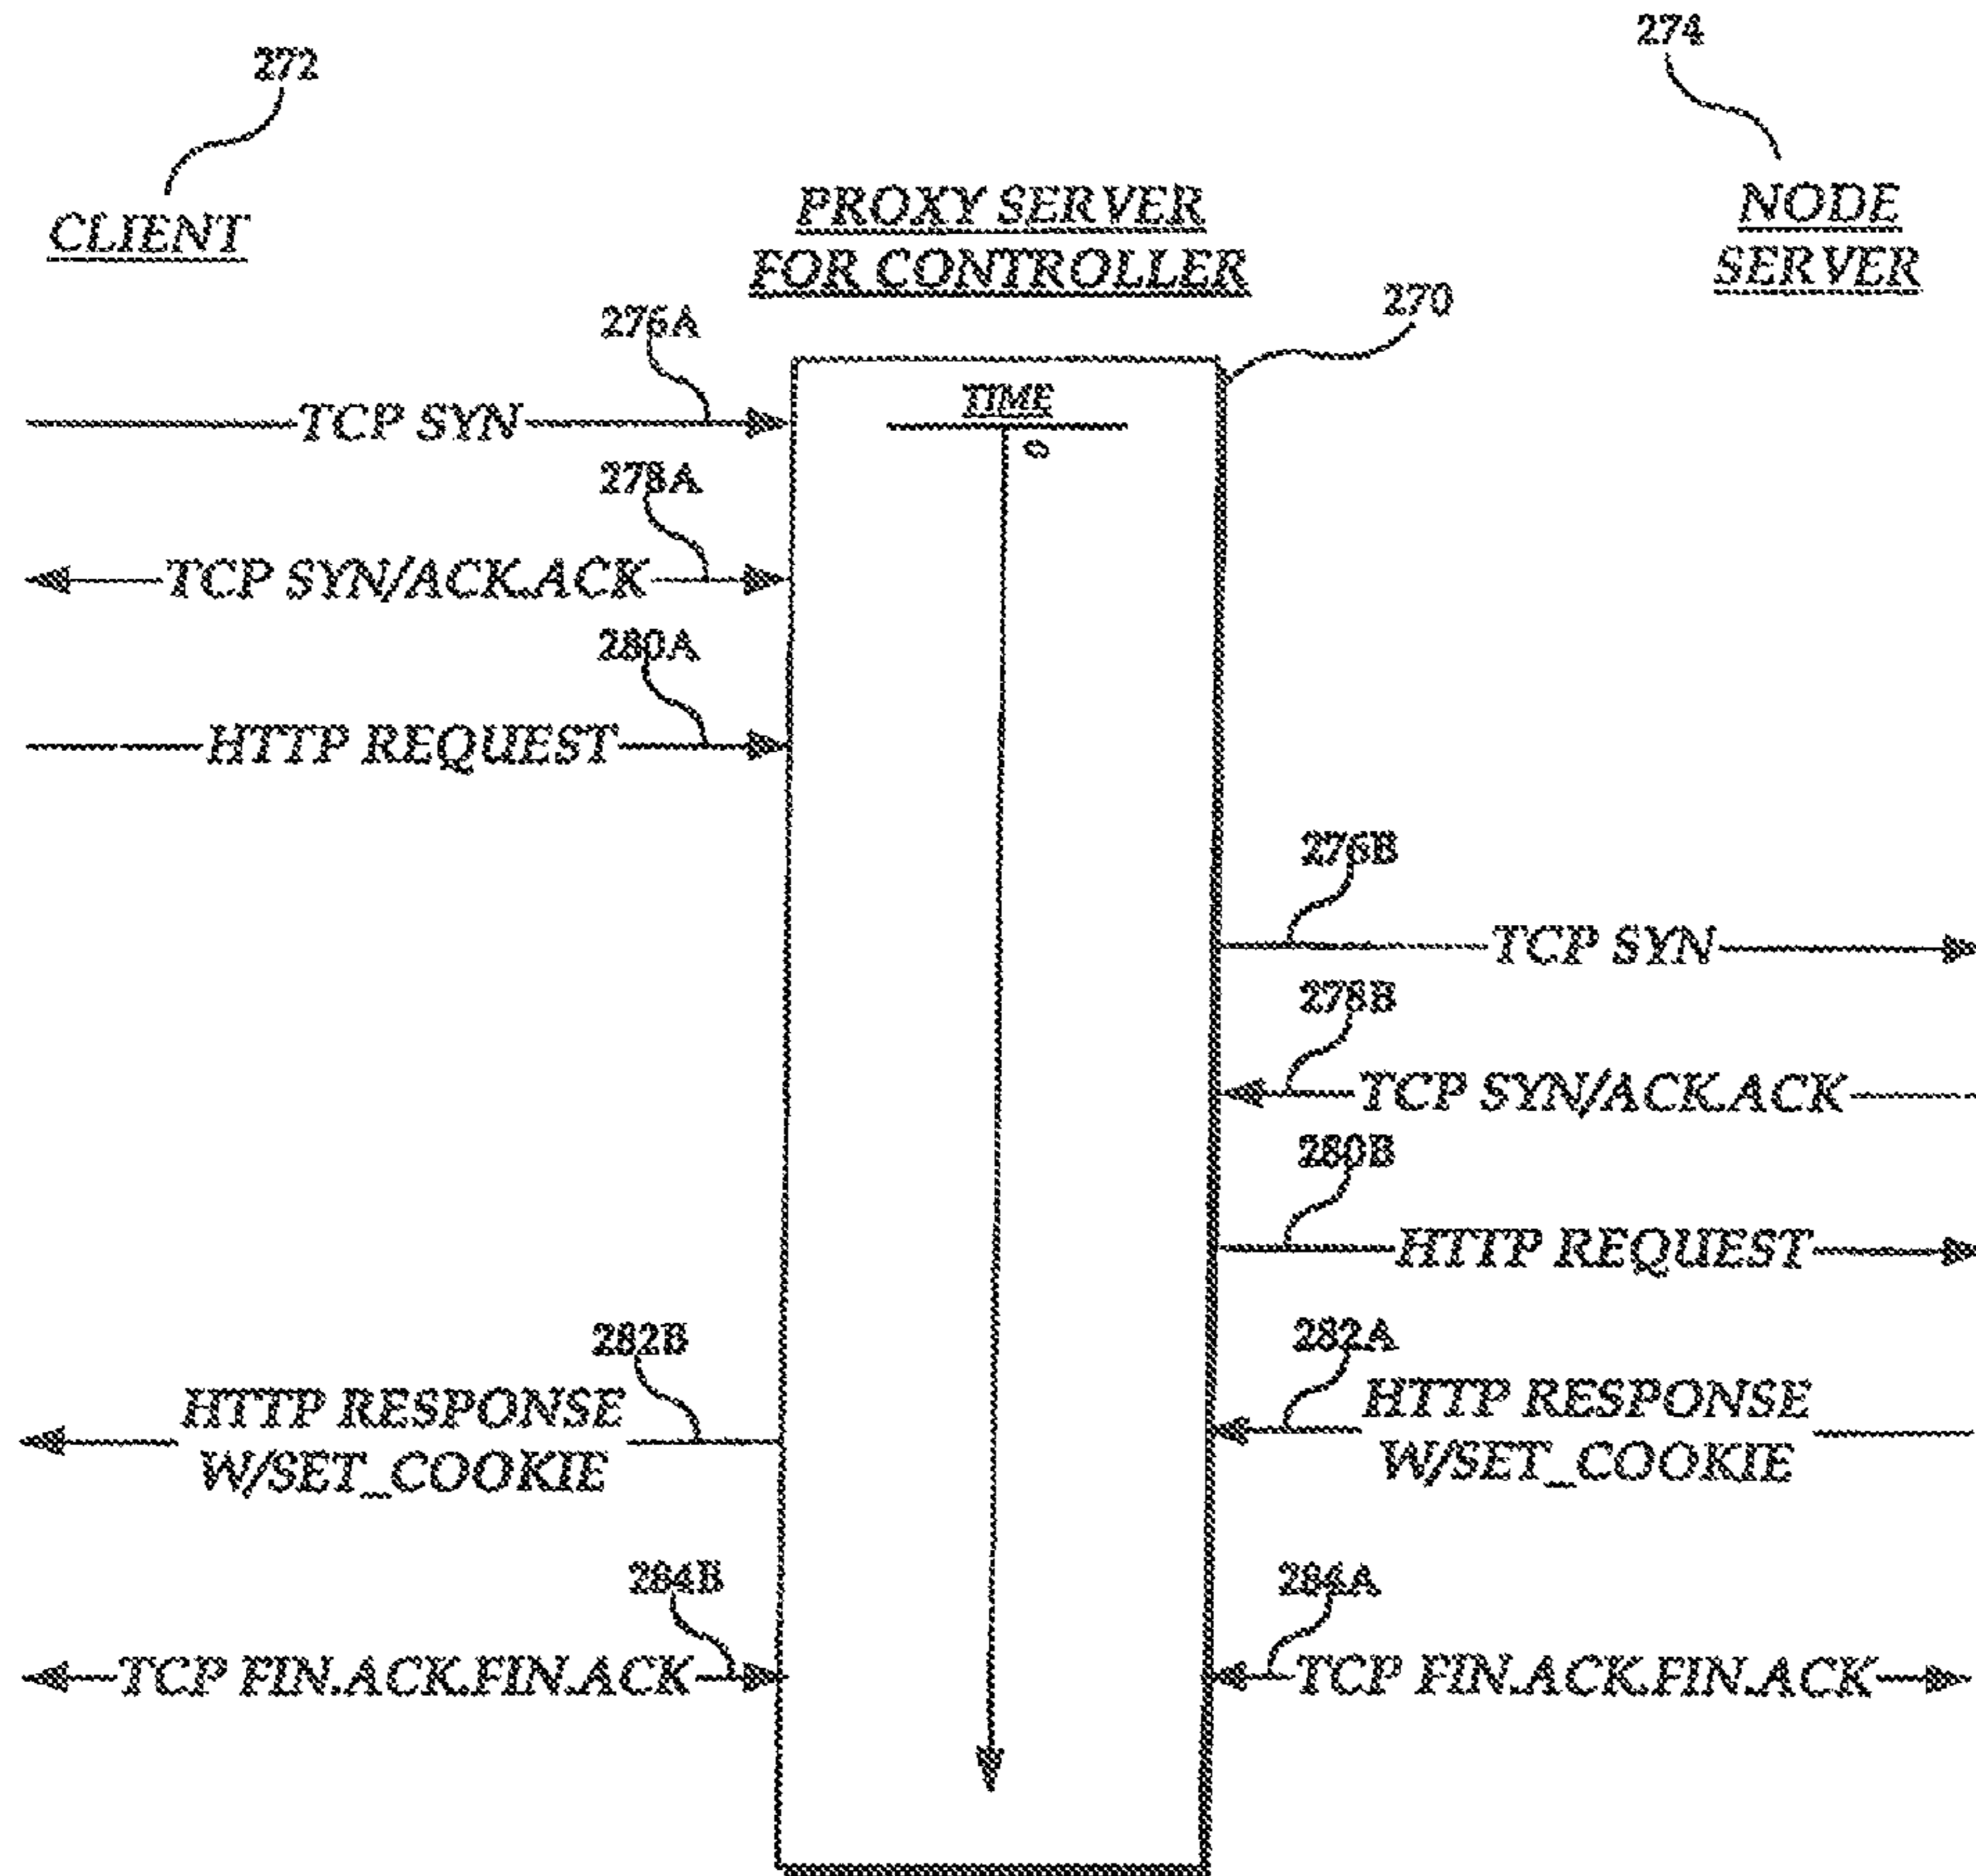 272
274
CLIENT
PROXY SERVER
FOR CONTROLLER
NODE
SERVER
270
276A
TCP SYN
TIME
0
278A
TCP SYN/ACK.ACK
280A
HTTP REQUEST
276B
TCP SYN
278B
TCP SYN/ACK.ACK
280B
HTTP REQUEST
282B
HTTP RESPONSE
W/SET_COOKIE
282A
HTTP RESPONSE
W/SET_COOKIE
284B
TCP FIN.ACK.FIN.ACK
284A
TCP FIN.ACK.FIN.ACK